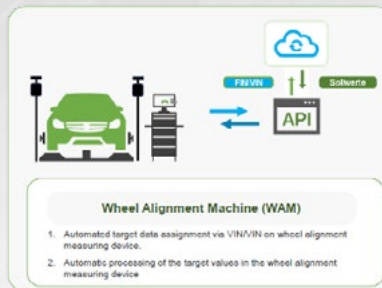 FIN/VIN
Sollwerte
API
Wheel Alignment Machine (WAM)
1. Automated target data assignment via VIN/VIN on wheel alignment
measuring device.
2. Automatic processing of the target values in the wheel alignment
measuring device